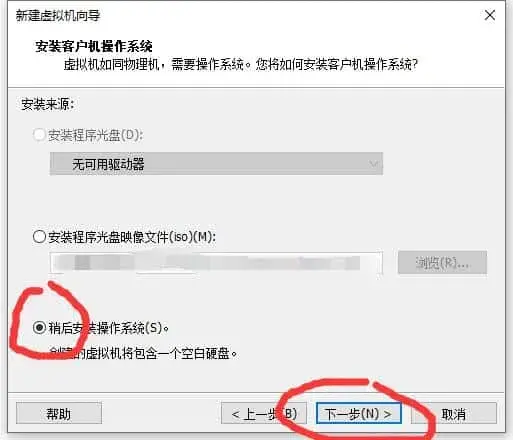 新建虚拟机向导
安装客户机操作系统
虚拟机如同物理机，需要操作系统。您将如何安装客户机操作系统?
安装来源:
安装程序光盘(D):
无可用驱动器
安装程序光盘映像文件(iso)(M):
浏览(R)...
稍后安装操作系统(S)。
创建的虚拟机将包含一个空白硬盘。
帮助
< 上一步(B)
下一步(N) >
取消